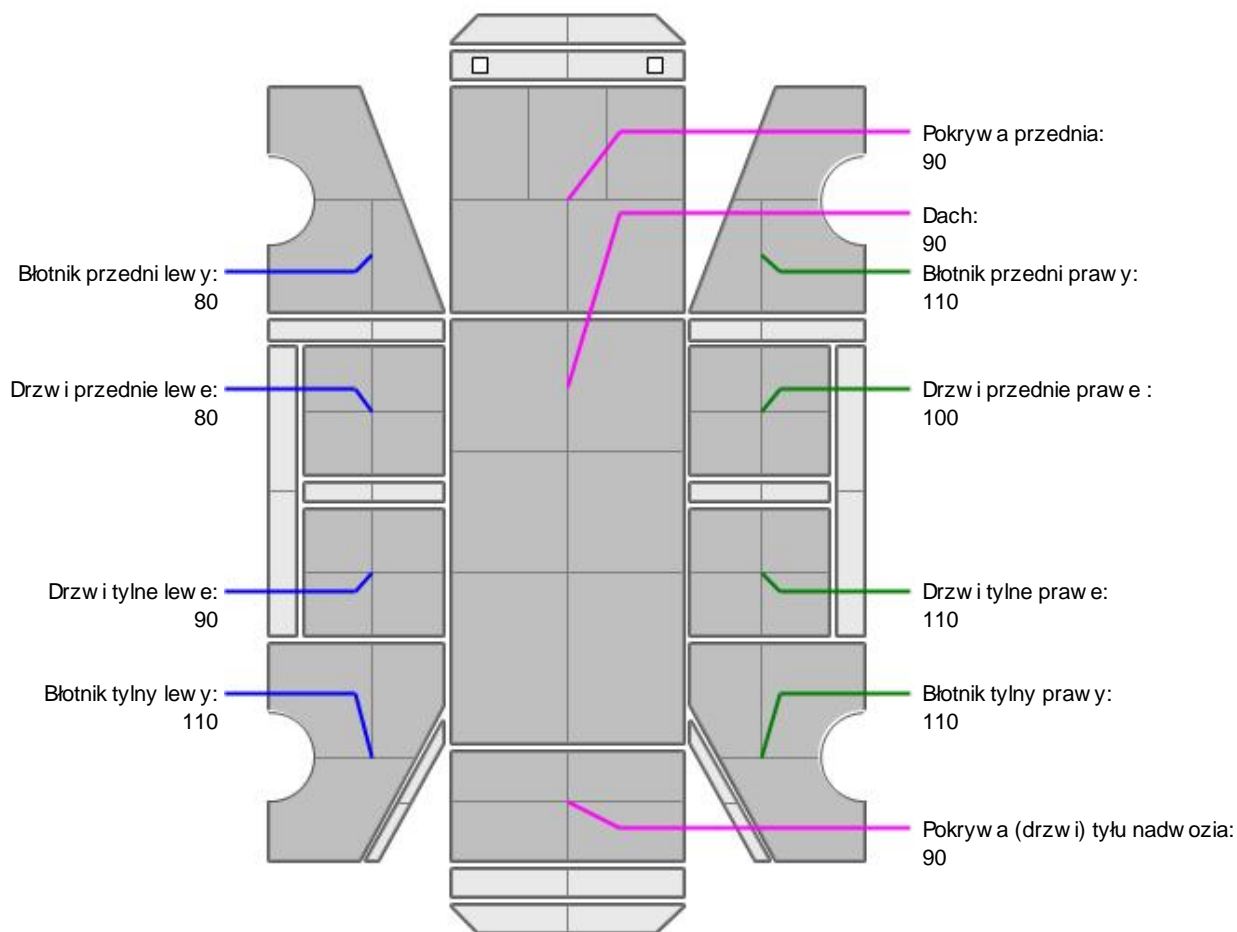 Pokrywa przednia:
90
Dach:
90
Błotnik przedni lewy:
80
Błotnik przedni prawy:
110
Drzwi przednie lewe:
80
Drzwi przednie prawe :
100
Drzwi tylne lewe:
90
Drzwi tylne prawe:
110
Błotnik tylny lewy:
110
Błotnik tylny prawy:
110
Pokrywa (drzwi) tyłu nadwozia:
90